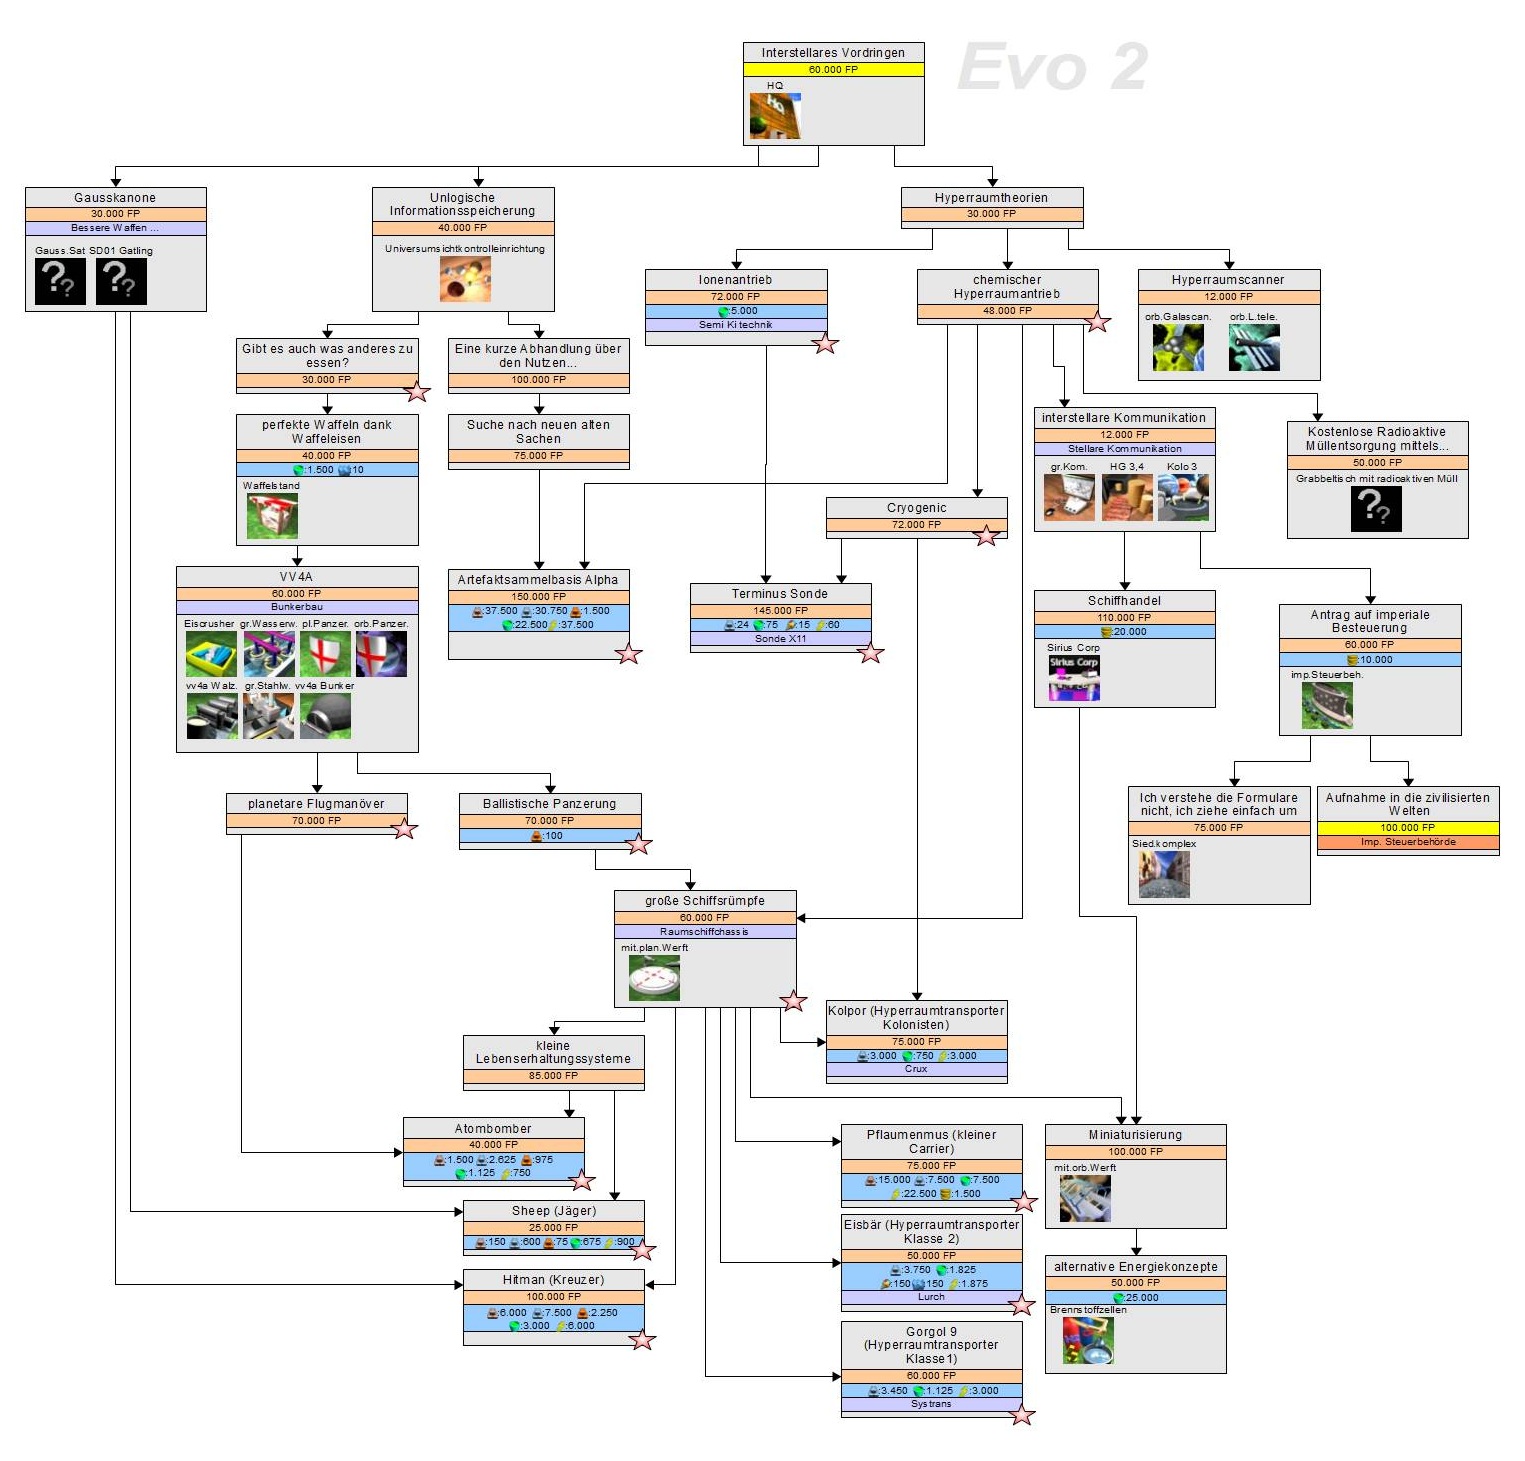 Evo 2
Interstellares Vordringen
60.000 FP
HQ
Gausskanone
30.000 FP
Bessere Waffen ...
Gauss.Sat SD01 Gatling
Unlogische
Informationsspeicherung
40.000 FP
Universumsichtkontrolleinrichtung
Hyperraumtheorien
30.000 FP
Ionenantrieb
72.000 FP
:5.000
Semi Ki technik
chemischer
Hyperraumantrieb
48.000 FP
Hyperraumscanner
12.000 FP
orb.Galascan. orb.L.tele.
Gibt es auch was anderes zu
essen?
30.000 FP
Eine kurze Abhandlung über
den Nutzen...
100.000 FP
perfekte Waffeln dank
Waffeleisen
40.000 FP
:1.500 :10
Waffelstand
Suche nach neuen alten
Sachen
75.000 FP
interstellare Kommunikation
12.000 FP
Stellare Kommunikation
gr.Kom. HG 3,4 Kolo 3
Kostenlose Radioaktive
Müllentsorgung mittels...
50.000 FP
Grabbeltisch mit radioaktiven Müll
Cryogenic
72.000 FP
VV4A
60.000 FP
Bunkerbau
Eiscrusher gr.Wasserw. pl.Panzer. orb.Panzer.
vv4a Walz. gr.Stahlw. vv4a Bunker
Artefaktsammelbasis Alpha
150.000 FP
:37.500 :30.750 :1.500
:22.500 :37.500
Terminus Sonde
145.000 FP
:24 :75 :15 :60
Sonde X11
Schiffhandel
110.000 FP
:20.000
Sirius Corp
Sirius Corp
Antrag auf imperiale
Besteuerung
60.000 FP
:10.000
imp.Steuerbeh.
planetare Flugmanöver
70.000 FP
Ballistische Panzerung
70.000 FP
:100
Ich verstehe die Formulare
nicht, ich ziehe einfach um
75.000 FP
Sied.komplex
Aufnahme in die zivilisierten
Welten
100.000 FP
Imp. Steuerbehörde
große Schiffsrümpfe
60.000 FP
Raumschiffchassis
mit.plan.Werft
Kolpor (Hyperraumtransporter
Kolonisten)
75.000 FP
:3.000 :750 :3.000
Crux
kleine
Lebenserhaltungssysteme
85.000 FP
Atombomber
40.000 FP
:1.500 :2.625 :975
:1.125 :750
Pflaumenmus (kleiner
Carrier)
75.000 FP
:15.000 :7.500 :7.500
:22.500 :1.500
Miniaturisierung
100.000 FP
mit.orb.Werft
Sheep (Jäger)
25.000 FP
:150 :600 :75 :675 :900
Eisbär (Hyperraumtransporter
Klasse 2)
50.000 FP
:3.750 :1.825
:150 :150 :1.875
Lurch
alternative Energiekonzepte
50.000 FP
:25.000
Brennstoffzellen
Hitman (Kreuzer)
100.000 FP
:6.000 :7.500 :2.250
:3.000 :6.000
Gorgol 9
(Hyperraumtransporter
Klasse1)
60.000 FP
:3.450 :1.125 :3.000
Systrans